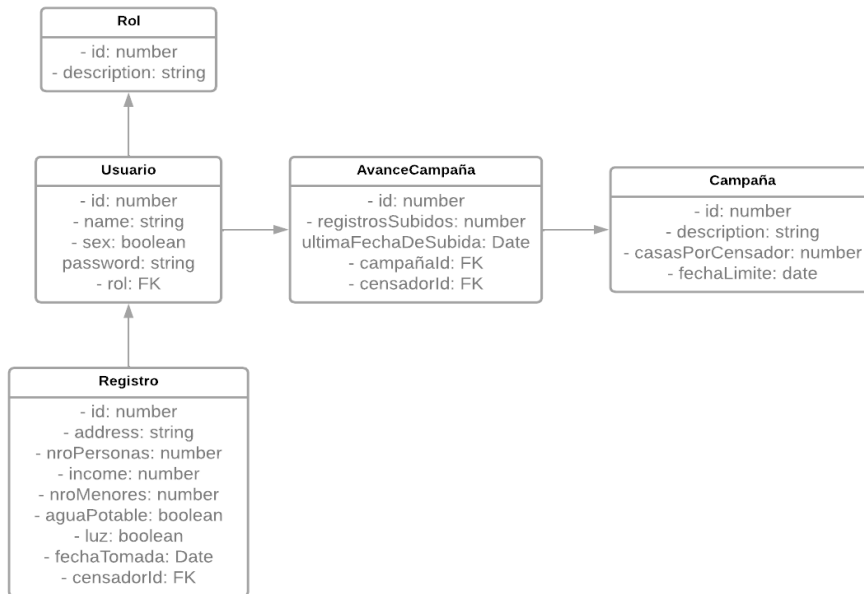 Rol
- id: number
- description: string
Usuario
- id: number
- name: string
- sex: boolean
password: string
- rol: FK
AvanceCampaña
- id: number
- registrosSubidos: number
ultimaFechaDeSubida: Date
- campañaId: FK
- censadorId: FK
Campaña
- id: number
- description: string
- casasPorCensador: number
- fechaLimite: date
Registro
- id: number
- address: string
- nroPersonas: number
- income: number
- nroMenores: number
- aguaPotable: boolean
- luz: boolean
- fechaTomada: Date
- censadorId: FK